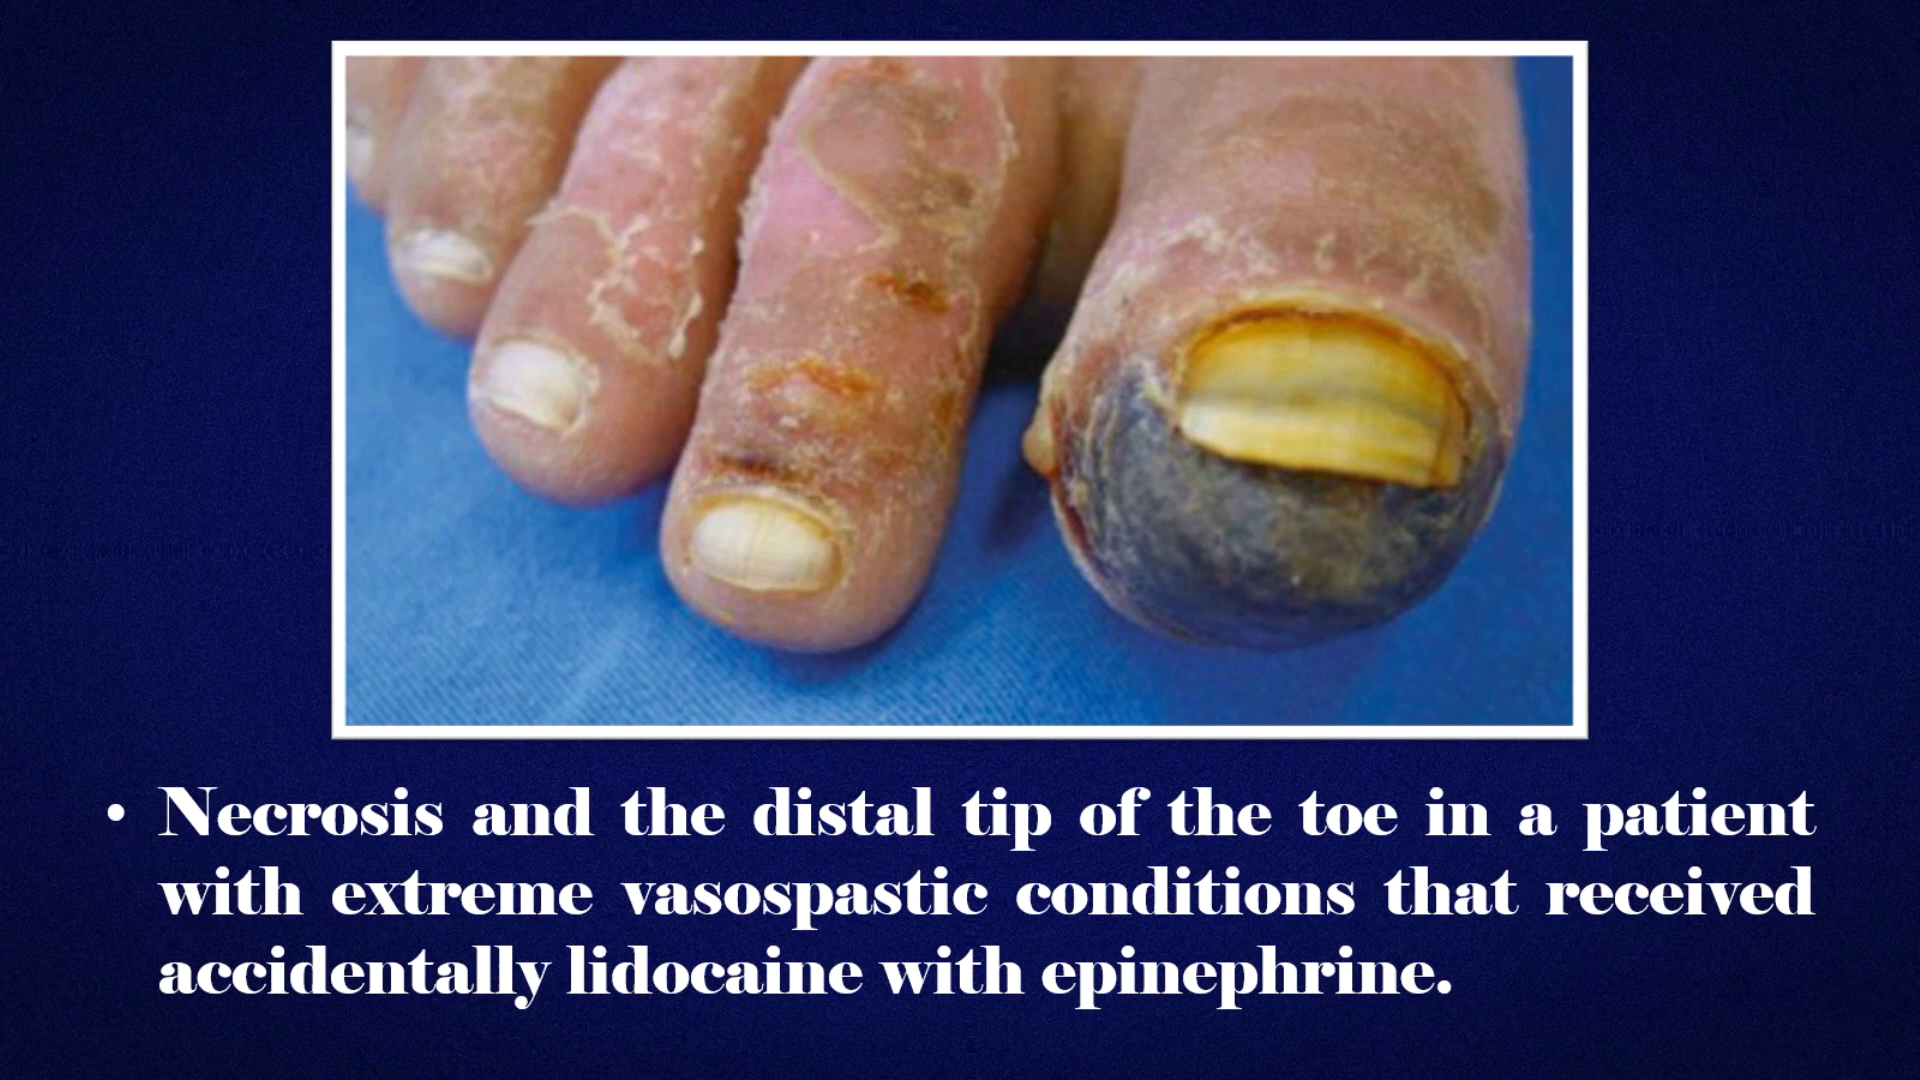 • Necrosis and the distal tip of the toe in a patient
with extreme vasospastic conditions that received
accidentally lidocaine with epinephrine.